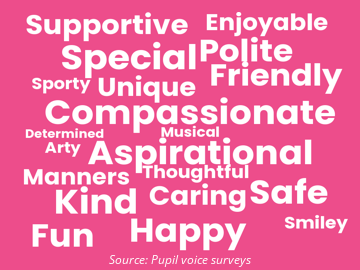 Supportive Enjoyable
Special Polite
Sporty Unique Friendly
Compassionate
Determined Musical
Arty Aspirational
Manners Thoughtful
Kind Caring Safe
Fun Happy Smiley
Source: Pupil voice surveys